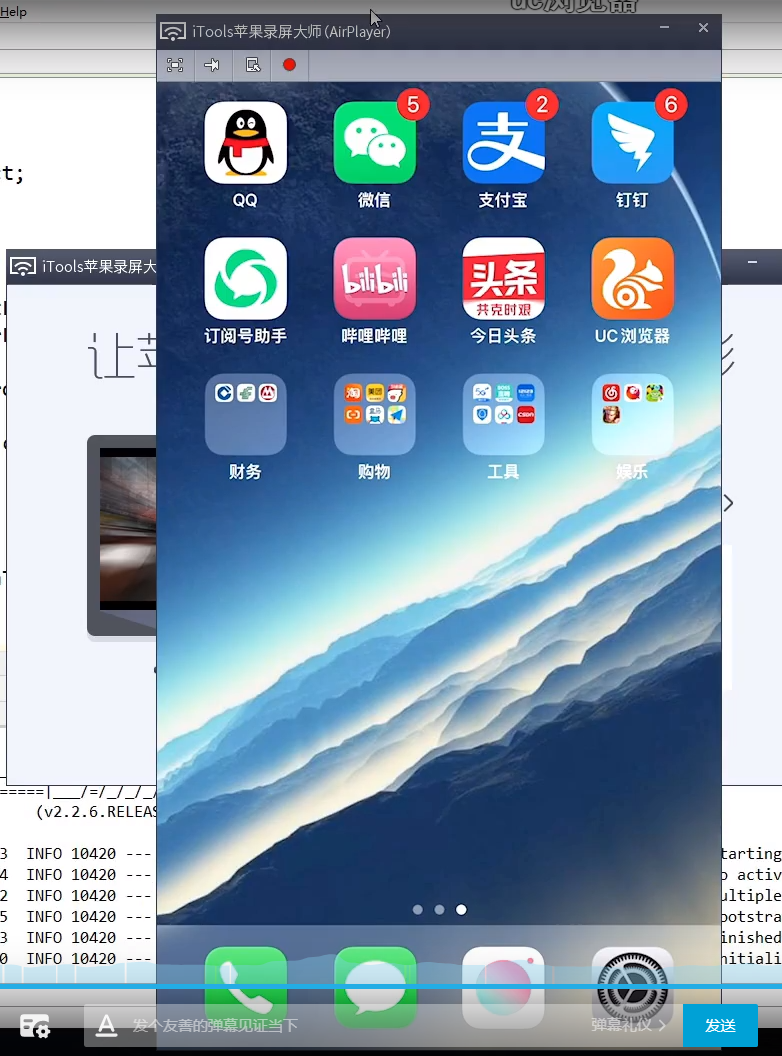 Help
uc浏览器
iTools苹果录屏大师(AirPlayer)
t;
5
2
6
支
QQ
微信
支付宝
钉钉
iTools苹果录屏大
bilibili
头条
共克时艰
订阅号助手
哔哩哔哩
今日头条
UC浏览器
让苹
影
财务
购物
工具
娱乐
=====|___/=/_/_/_/
(v2.2.6.RELEAS
3 INFO 10420 ---
tarting
4 INFO 10420 ---
o activ
2 INFO 10420 ---
ultiple
5 INFO 10420 ---
ootstra
3 INFO 10420 ---
inished
0 INFO 10420 ---
nitiali
A
发个友善的弹幕见证当下
弹幕礼仪 >
发送